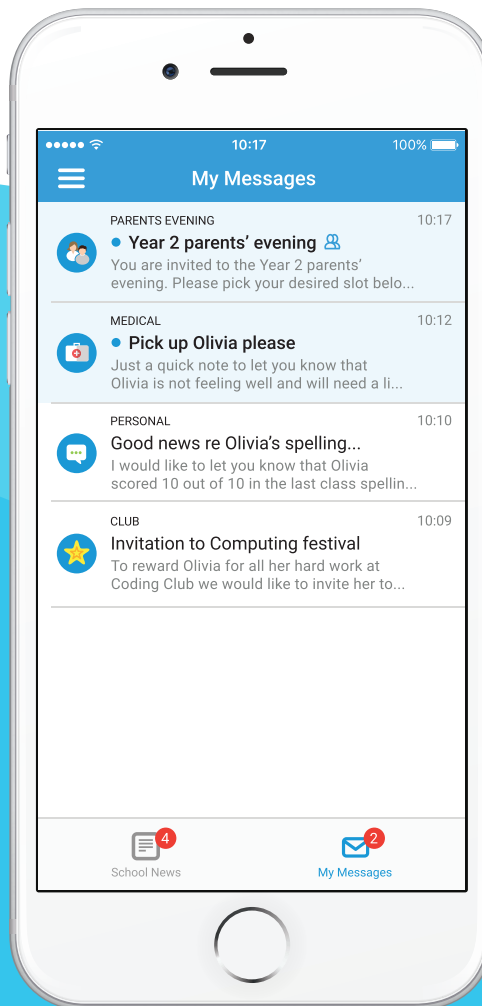 10:17
100%
My Messages
PARENTS EVENING
10:17
Year 2 parents’ evening
You are invited to the Year 2 parents’
evening. Please pick your desired slot belo...
MEDICAL
10:12
Pick up Olivia please
Just a quick note to let you know that
Olivia is not feeling well and will need a li...
PERSONAL
10:10
Good news re Olivia’s spelling...
I would like to let you know that Olivia
scored 10 out of 10 in the last class spellin...
CLUB
10:09
Invitation to Computing festival
To reward Olivia for all her hard work at
Coding Club we would like to invite her to...
4
School News
2
My Messages